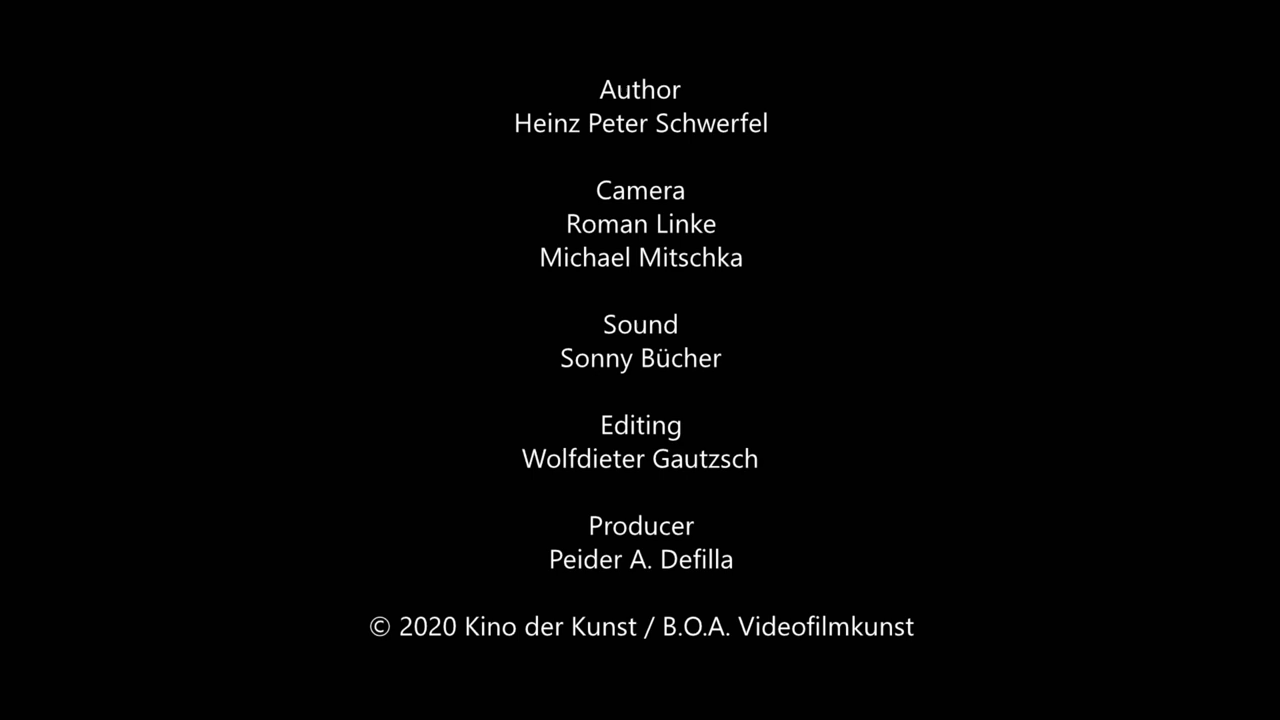 Author
Heinz Peter Schwerfel
Camera
Roman Linke
Michael Mitschka
Sound
Sonny Bücher
Editing
Wolfdieter Gautzsch
Producer
Peider A. Defilla
© 2020 Kino der Kunst / B.O.A. Videofilmkunst